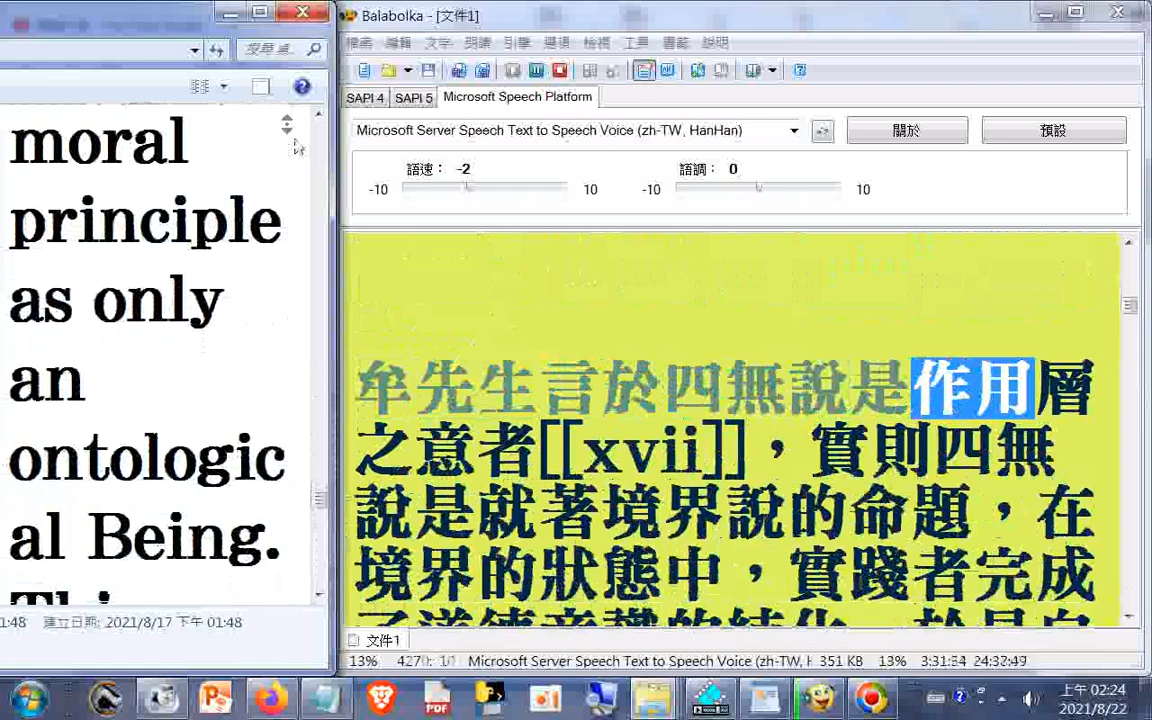 Balabolka - [文件1]
檔案 編輯 文字 朗讀 引擎 選項 檢視 工具 書籤 說明
SAPI 4 SAPI 5 Microsoft Speech Platform
Microsoft Server Speech Text to Speech Voice (zh-TW, HanHan)
關於
預設
語速： -2
語調： 0
-10 10 -10 10
moral
principle
as only
an
ontologic
al Being.
牟先生言於四無說是作用層
之意者[[xvii]]，實則四無
說是就著境界說的命題，在
境界的狀態中，實踐者完成
1:48 建立日期: 2021/8/17 下午 01:48
文件1
13% Microsoft Server Speech Text to Speech Voice (zh-TW, H 351 KB 13% 3:31:34 24:32:49
PDF
上午 02:24
2021/8/22